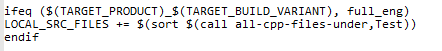 ifeq ($(TARGET_PRODUCT)_$(TARGET_BUILD_VARIANT), full_eng)
LOCAL_SRC_FILES += $(sort $(call all-cpp-files-under,Test))
endif